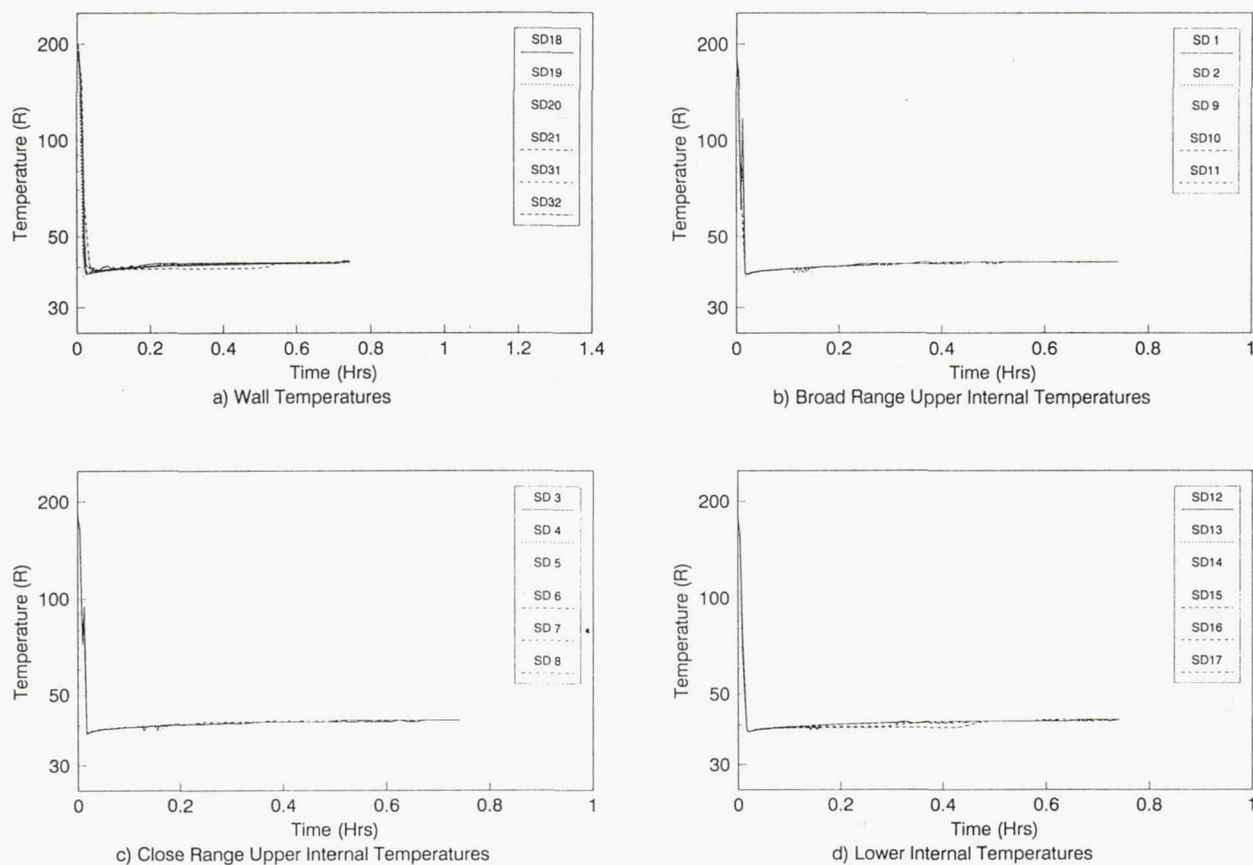 Temperature (R)
200
100
50
30
SD18
SD19
SD20
SD21
SD31
SD32
0
0.2
0.4
0.6
0.8
1
1.2
1.4
Time (Hrs)
a) Wall Temperatures
Temperature (R)
200
100
50
30
SD 1
SD 2
SD 9
SD10
SD11
0
0.2
0.4
0.6
0.8
1
Time (Hrs)
b) Broad Range Upper Internal Temperatures
Temperature (R)
200
100
50
30
SD 3
SD 4
SD 5
SD 6
SD 7
SD 8
0
0.2
0.4
0.6
0.8
1
Time (Hrs)
c) Close Range Upper Internal Temperatures
Temperature (R)
200
100
50
30
SD12
SD13
SD14
SD15
SD16
SD17
0
0.2
0.4
0.6
0.8
1
Time (Hrs)
d) Lower Internal Temperatures